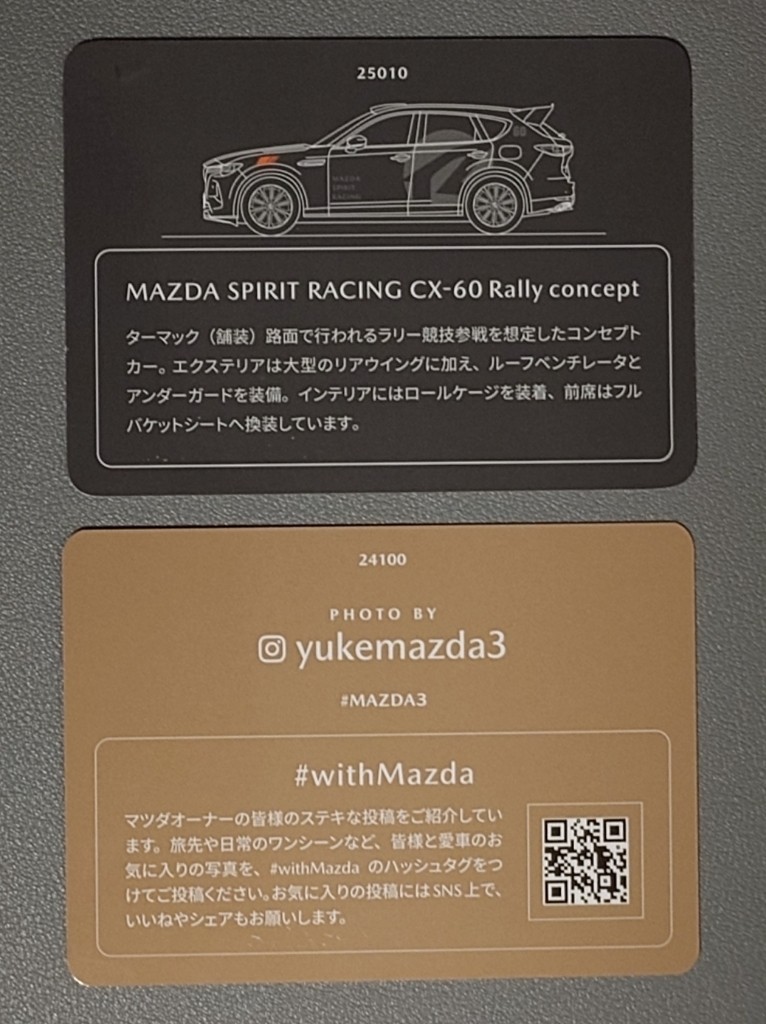 25010
60
MAZDA
SPIRIT
RACING
MAZDA SPIRIT RACING CX-60 Rally concept
ターマック（舗装）路面で行われるラリー競技参戦を想定したコンセプト
カー。エクステリアは大型のリアウイングに加え、ルーフベンチレータと
アンダーガードを装備。インテリアにはロールケージを装着、前席はフル
バケットシートへ換装しています。
24100
PHOTO BY
yukemazda3
#MAZDA3
#withMazda
マツダオーナーの皆様のステキな投稿をご紹介してい
ます。旅先や日常のワンシーンなど、皆様と愛車のお
気に入りの写真を、#withMazda のハッシュタグをつ
けてご投稿ください。お気に入りの投稿にはSNS上で、
いいねやシェアもお願いします。